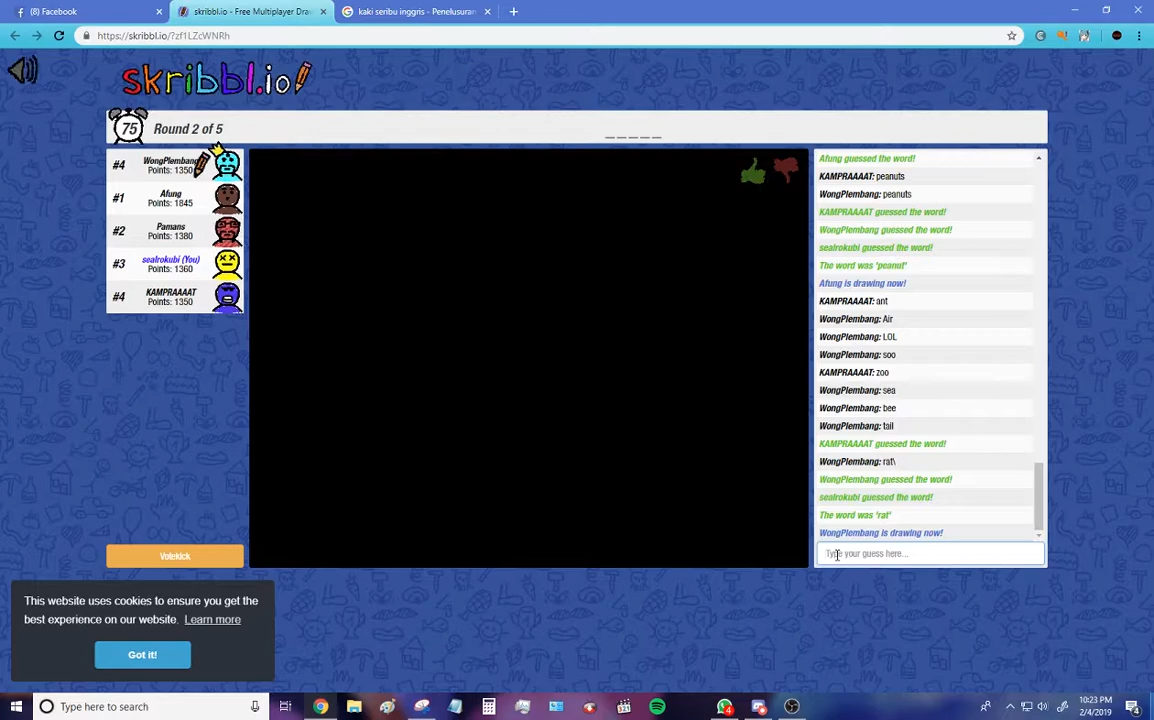 (8) Facebook
skribbl.io - Free Multiplayer Draw
kaki seribu inggris - Penelusuran
https://skribbl.io/?zf1LZcWNRh
skribbl.io
75
Round 2 of 5
_ _ _ _ _
#4
WongPlembang
Points: 1350
#1
Afung
Points: 1845
#2
Pamans
Points: 1380
#3
sealrokubi (You)
Points: 1360
#4
KAMPRAAAAT
Points: 1350
Votekick
Afung guessed the word!
KAMPRAAAAT: peanuts
WongPlembang: peanuts
KAMPRAAAAT guessed the word!
WongPlembang guessed the word!
sealrokubi guessed the word!
The word was 'peanut'
Afung is drawing now!
KAMPRAAAAT: ant
WongPlembang: Air
WongPlembang: LOL
WongPlembang: soo
KAMPRAAAAT: zoo
WongPlembang: sea
WongPlembang: bee
WongPlembang: tail
KAMPRAAAAT guessed the word!
WongPlembang: rat\
WongPlembang guessed the word!
sealrokubi guessed the word!
The word was 'rat'
WongPlembang is drawing now!
Type your guess here...
This website uses cookies to ensure you get the
best experience on our website. Learn more
Got it!
Type here to search
4
10:23 PM
2/4/2019